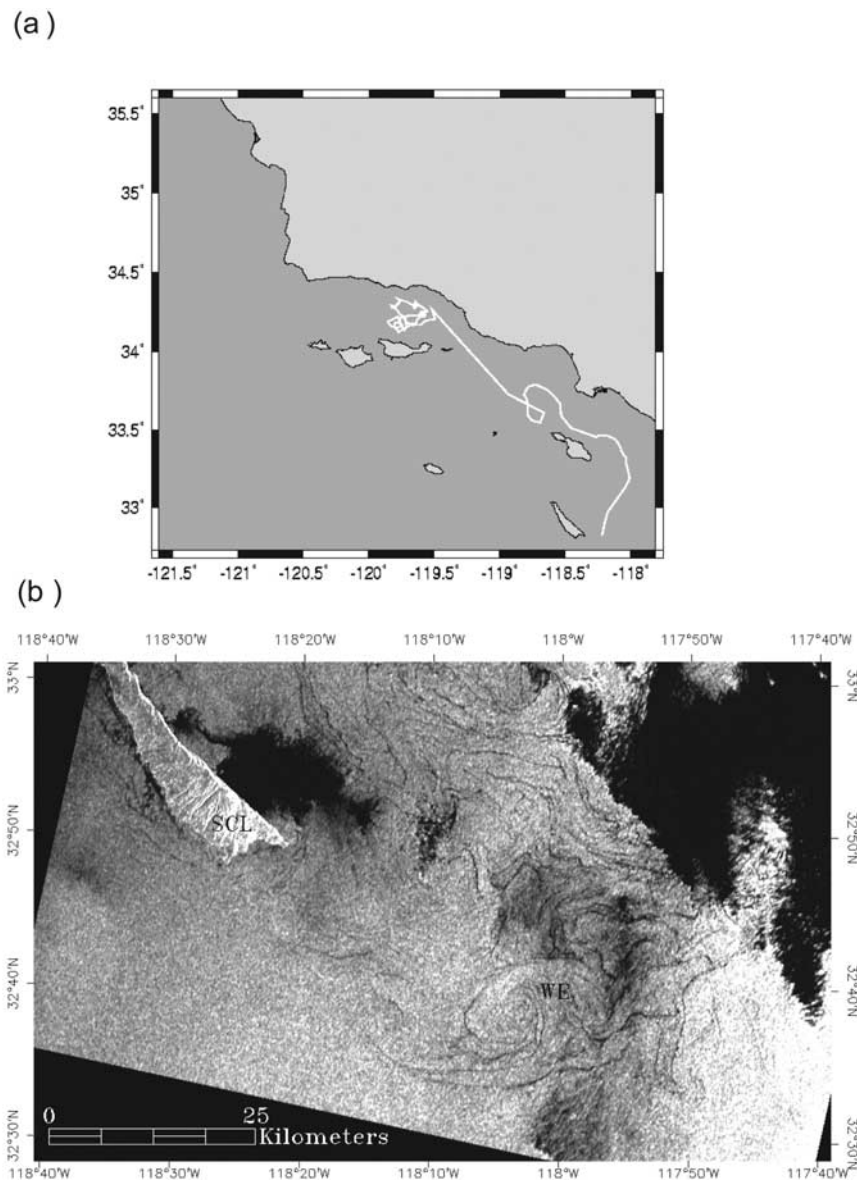 (a)
35.5°
35°
34.5°
34°
33.5°
33°
-121.5° -121° -120.5° -120° -119.5° -119° -118.5° -118°
(b)
118°40'W 118°30'W 118°20'W 118°10'W 118°W 117°50'W 117°40'W
33°N 33°N
SCL
32°50'N 32°50'N
WE
32°40'N 32°40'N
0 25
Kilometers
32°30'N 32°30'N
118°40'W 118°30'W 118°20'W 118°10'W 118°W 117°50'W 117°40'W